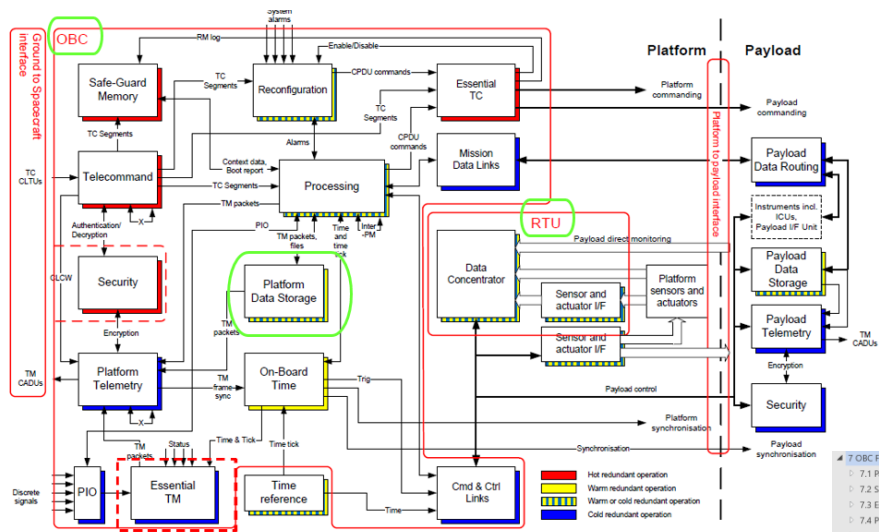 System
alarms
Ground to Spacecraft
interface
OBC
RM log
Enable/Disable
Platform
Payload
Safe-Guard
Memory
TC
Segments
Reconfiguration
CPDU commands
Essential
TC
Platform
commanding
Payload
commanding
TC Segments
TC
Segments
Alarms
CPDU
commands
Mission
Data Links
Payload
Data Routing
TC
CLTUs
Telecommand
Context data,
Boot report
TC Segments
TM packets
Processing
Platform to payload interface
Instruments incl.
ICUs,
Payload I/F Unit
Authentication/
Decryption
X
PIO
TM packets,
files
Time
and
time
tick
Inter
-PM
RTU
Payload direct monitoring
CLCW
Security
Platform
Data Storage
Data
Concentrator
Sensor and
actuator I/F
Platform
sensors and
actuators
Payload
Data
Storage
Encryption
TM
packets
Sensor and
actuator I/F
Payload
Telemetry
TM
CADUs
TM
CADUs
Platform
Telemetry
TM
frame-
sync
On-Board
Time
Trig
Payload control
Encryption
Security
X
Platform
synchronisation
TM
packets
Status
Time & Tick
Time tick
Synchronisation
Payload
synchronisation
Discrete
signals
PIO
Essential
TM
Time
reference
Time
Cmd & Ctrl
Links
Hot redundant operation
Warm redundant operation
Warm or cold redundant operation
Cold redundant operation
7 OBC
7.1 P
7.2 S
7.3 E
7.4 P